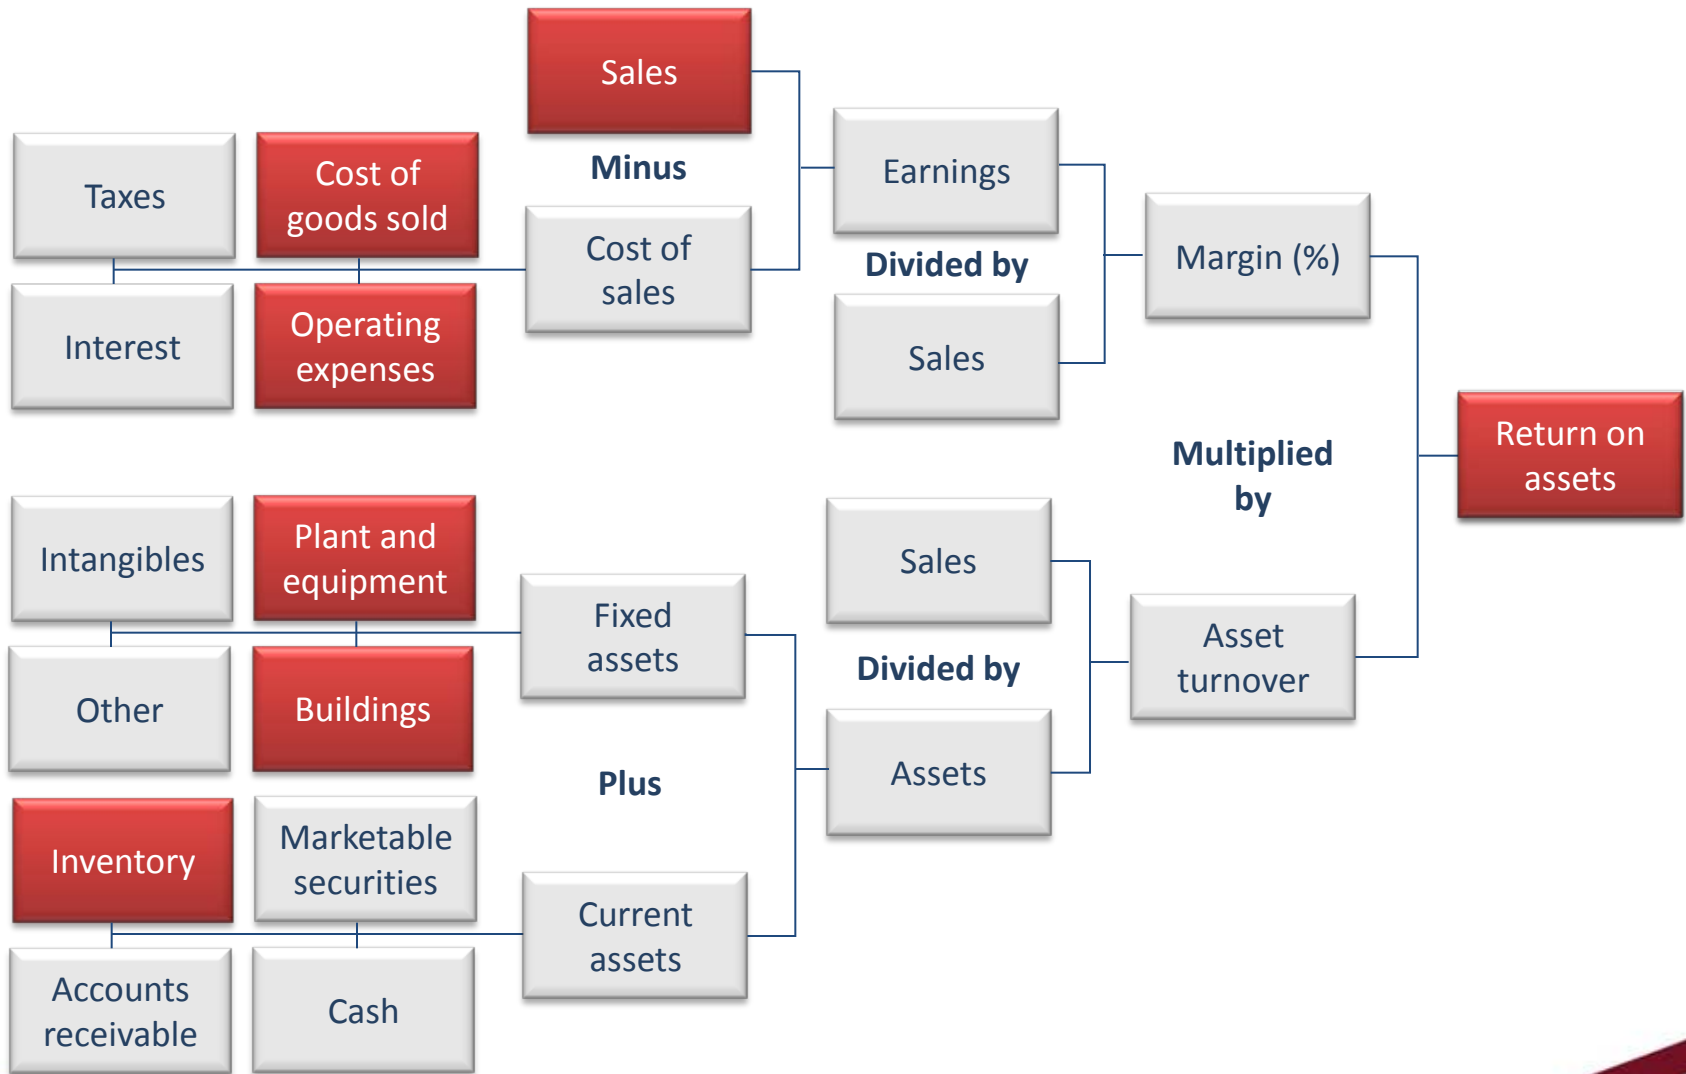 Sales
Minus
Taxes
Cost of
goods sold
Interest
Operating
expenses
Cost of
sales
Earnings
Divided by
Sales
Margin (%)
Multiplied
by
Return on
assets
Intangibles
Plant and
equipment
Other
Buildings
Fixed
assets
Plus
Inventory
Marketable
securities
Accounts
receivable
Cash
Current
assets
Sales
Divided by
Assets
Asset
turnover